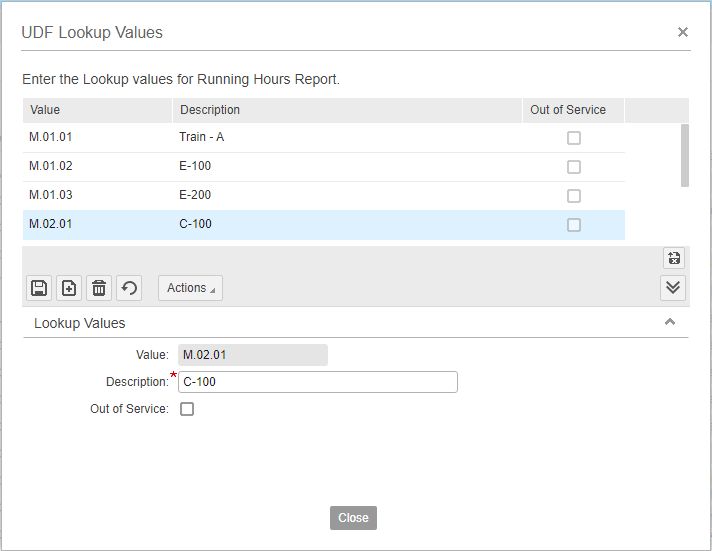 UDF Lookup Values
Enter the Lookup values for Running Hours Report.
Value Description Out of Service
M.01.01 Train - A
M.01.02 E-100
M.01.03 E-200
M.02.01 C-100
Actions
Lookup Values
Value: M.02.01
Description:* C-100
Out of Service:
Close